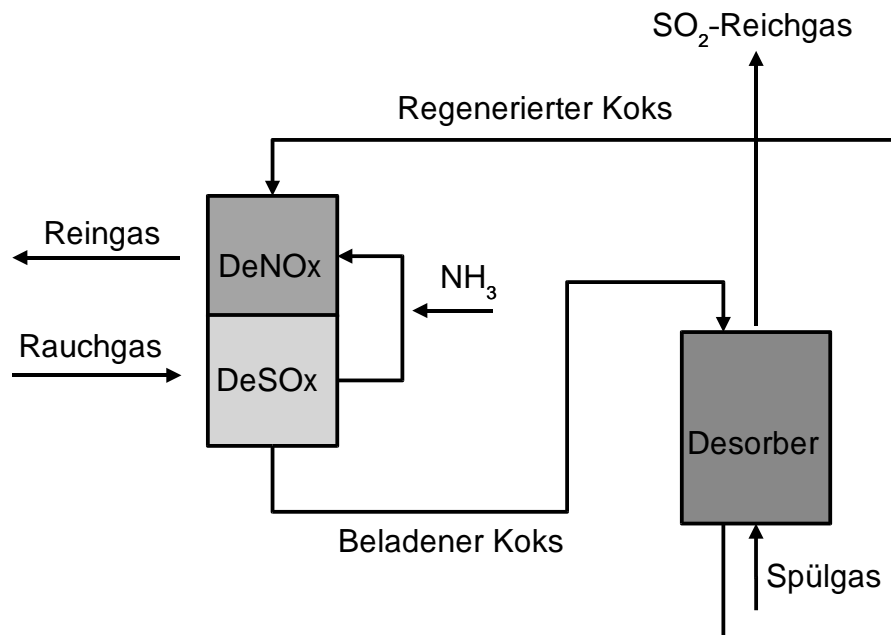 SO₂-Reichgas
Regenerierter Koks
Reingas
DeNOx
NH₃
Rauchgas
DeSOx
Desorber
Beladener Koks
Spülgas